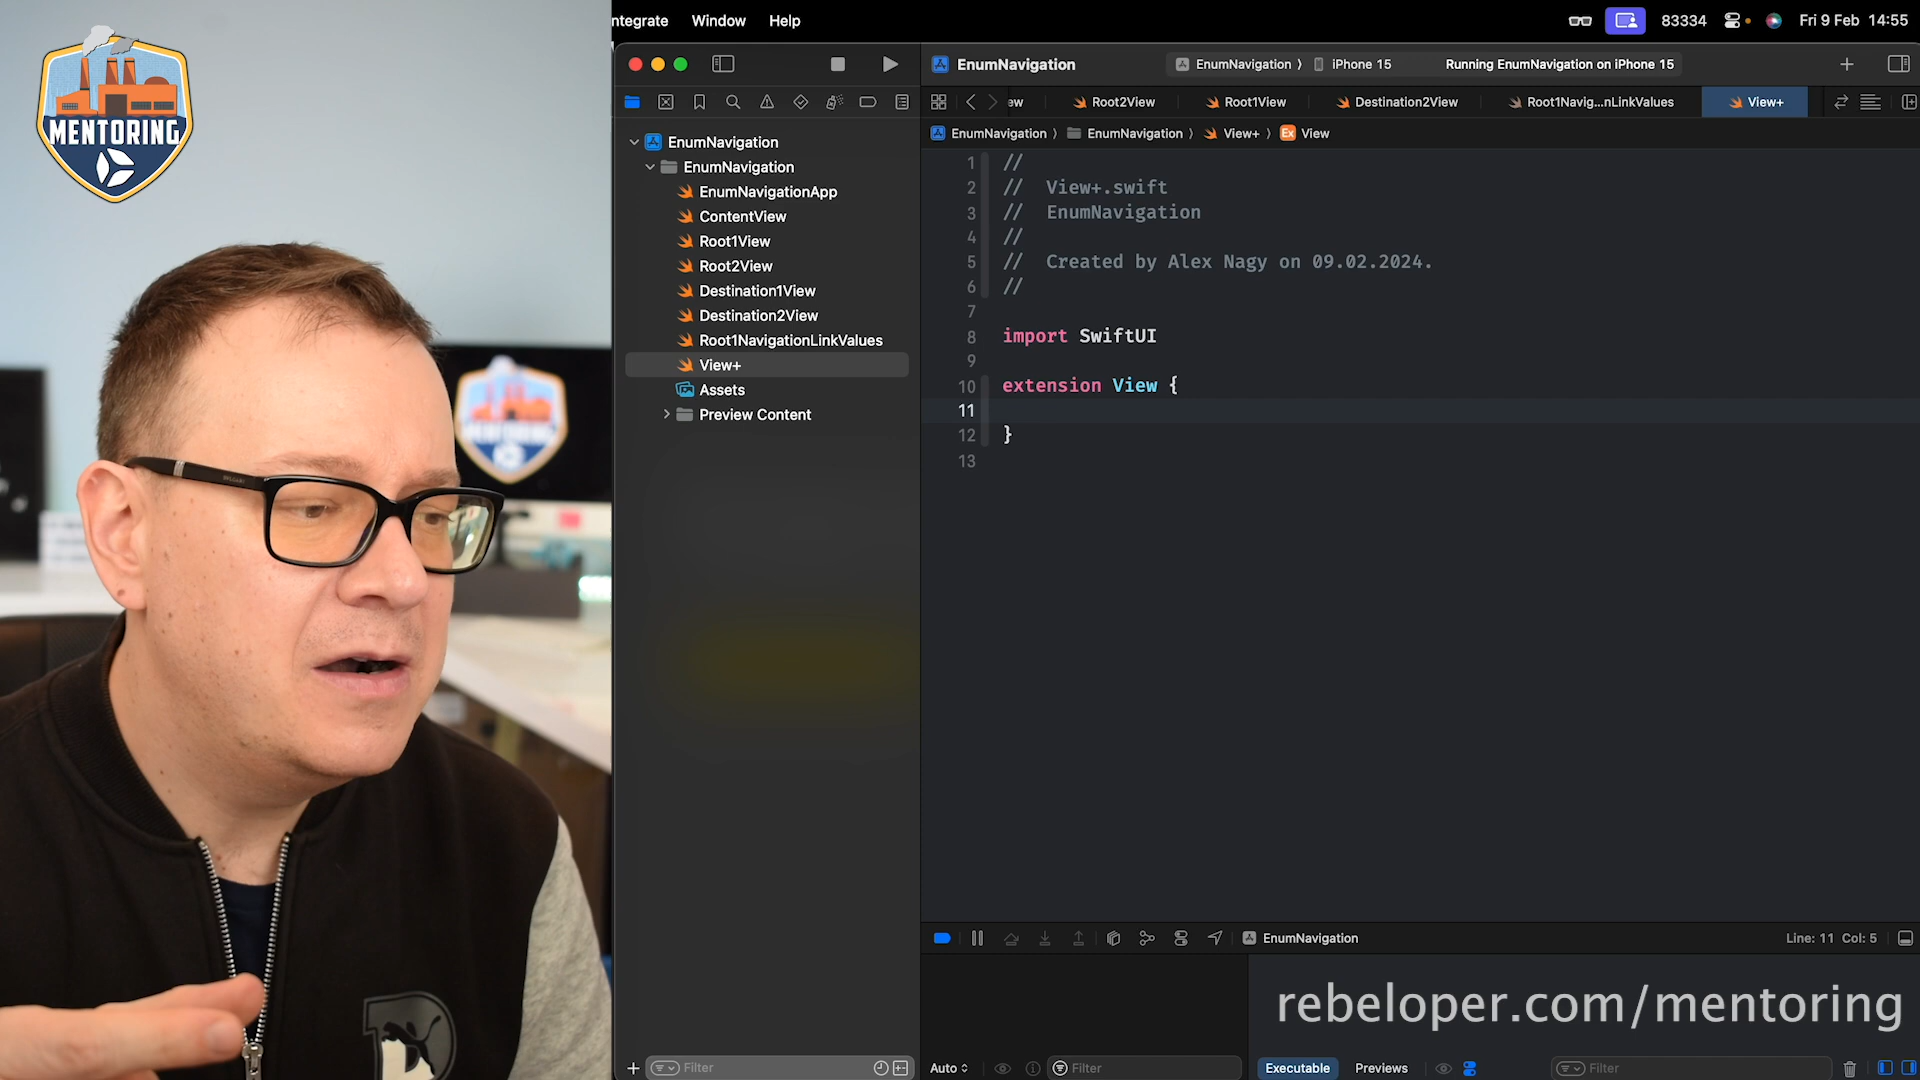 ntegrate Window Help
83334 Fri 9 Feb 14:55
MENTORING
EnumNavigation
EnumNavigation ⟩ iPhone 15
Running EnumNavigation on iPhone 15
ew Root2View Root1View Destination2View Root1Navig...nLinkValues View+
EnumNavigation ⟩ EnumNavigation ⟩ View+ ⟩ Ex View
EnumNavigation
EnumNavigation
EnumNavigationApp
ContentView
Root1View
Root2View
Destination1View
Destination2View
Root1NavigationLinkValues
View+
Assets
Preview Content
1 //
2 // View+.swift
3 // EnumNavigation
4 //
5 // Created by Alex Nagy on 09.02.2024.
6 //
7
8 import SwiftUI
9
10 extension View {
11
12 }
13
MENTORING
EnumNavigation
Line: 11 Col: 5
rebeloper.com/mentoring
Filter
Auto
Filter
Executable Previews
Filter